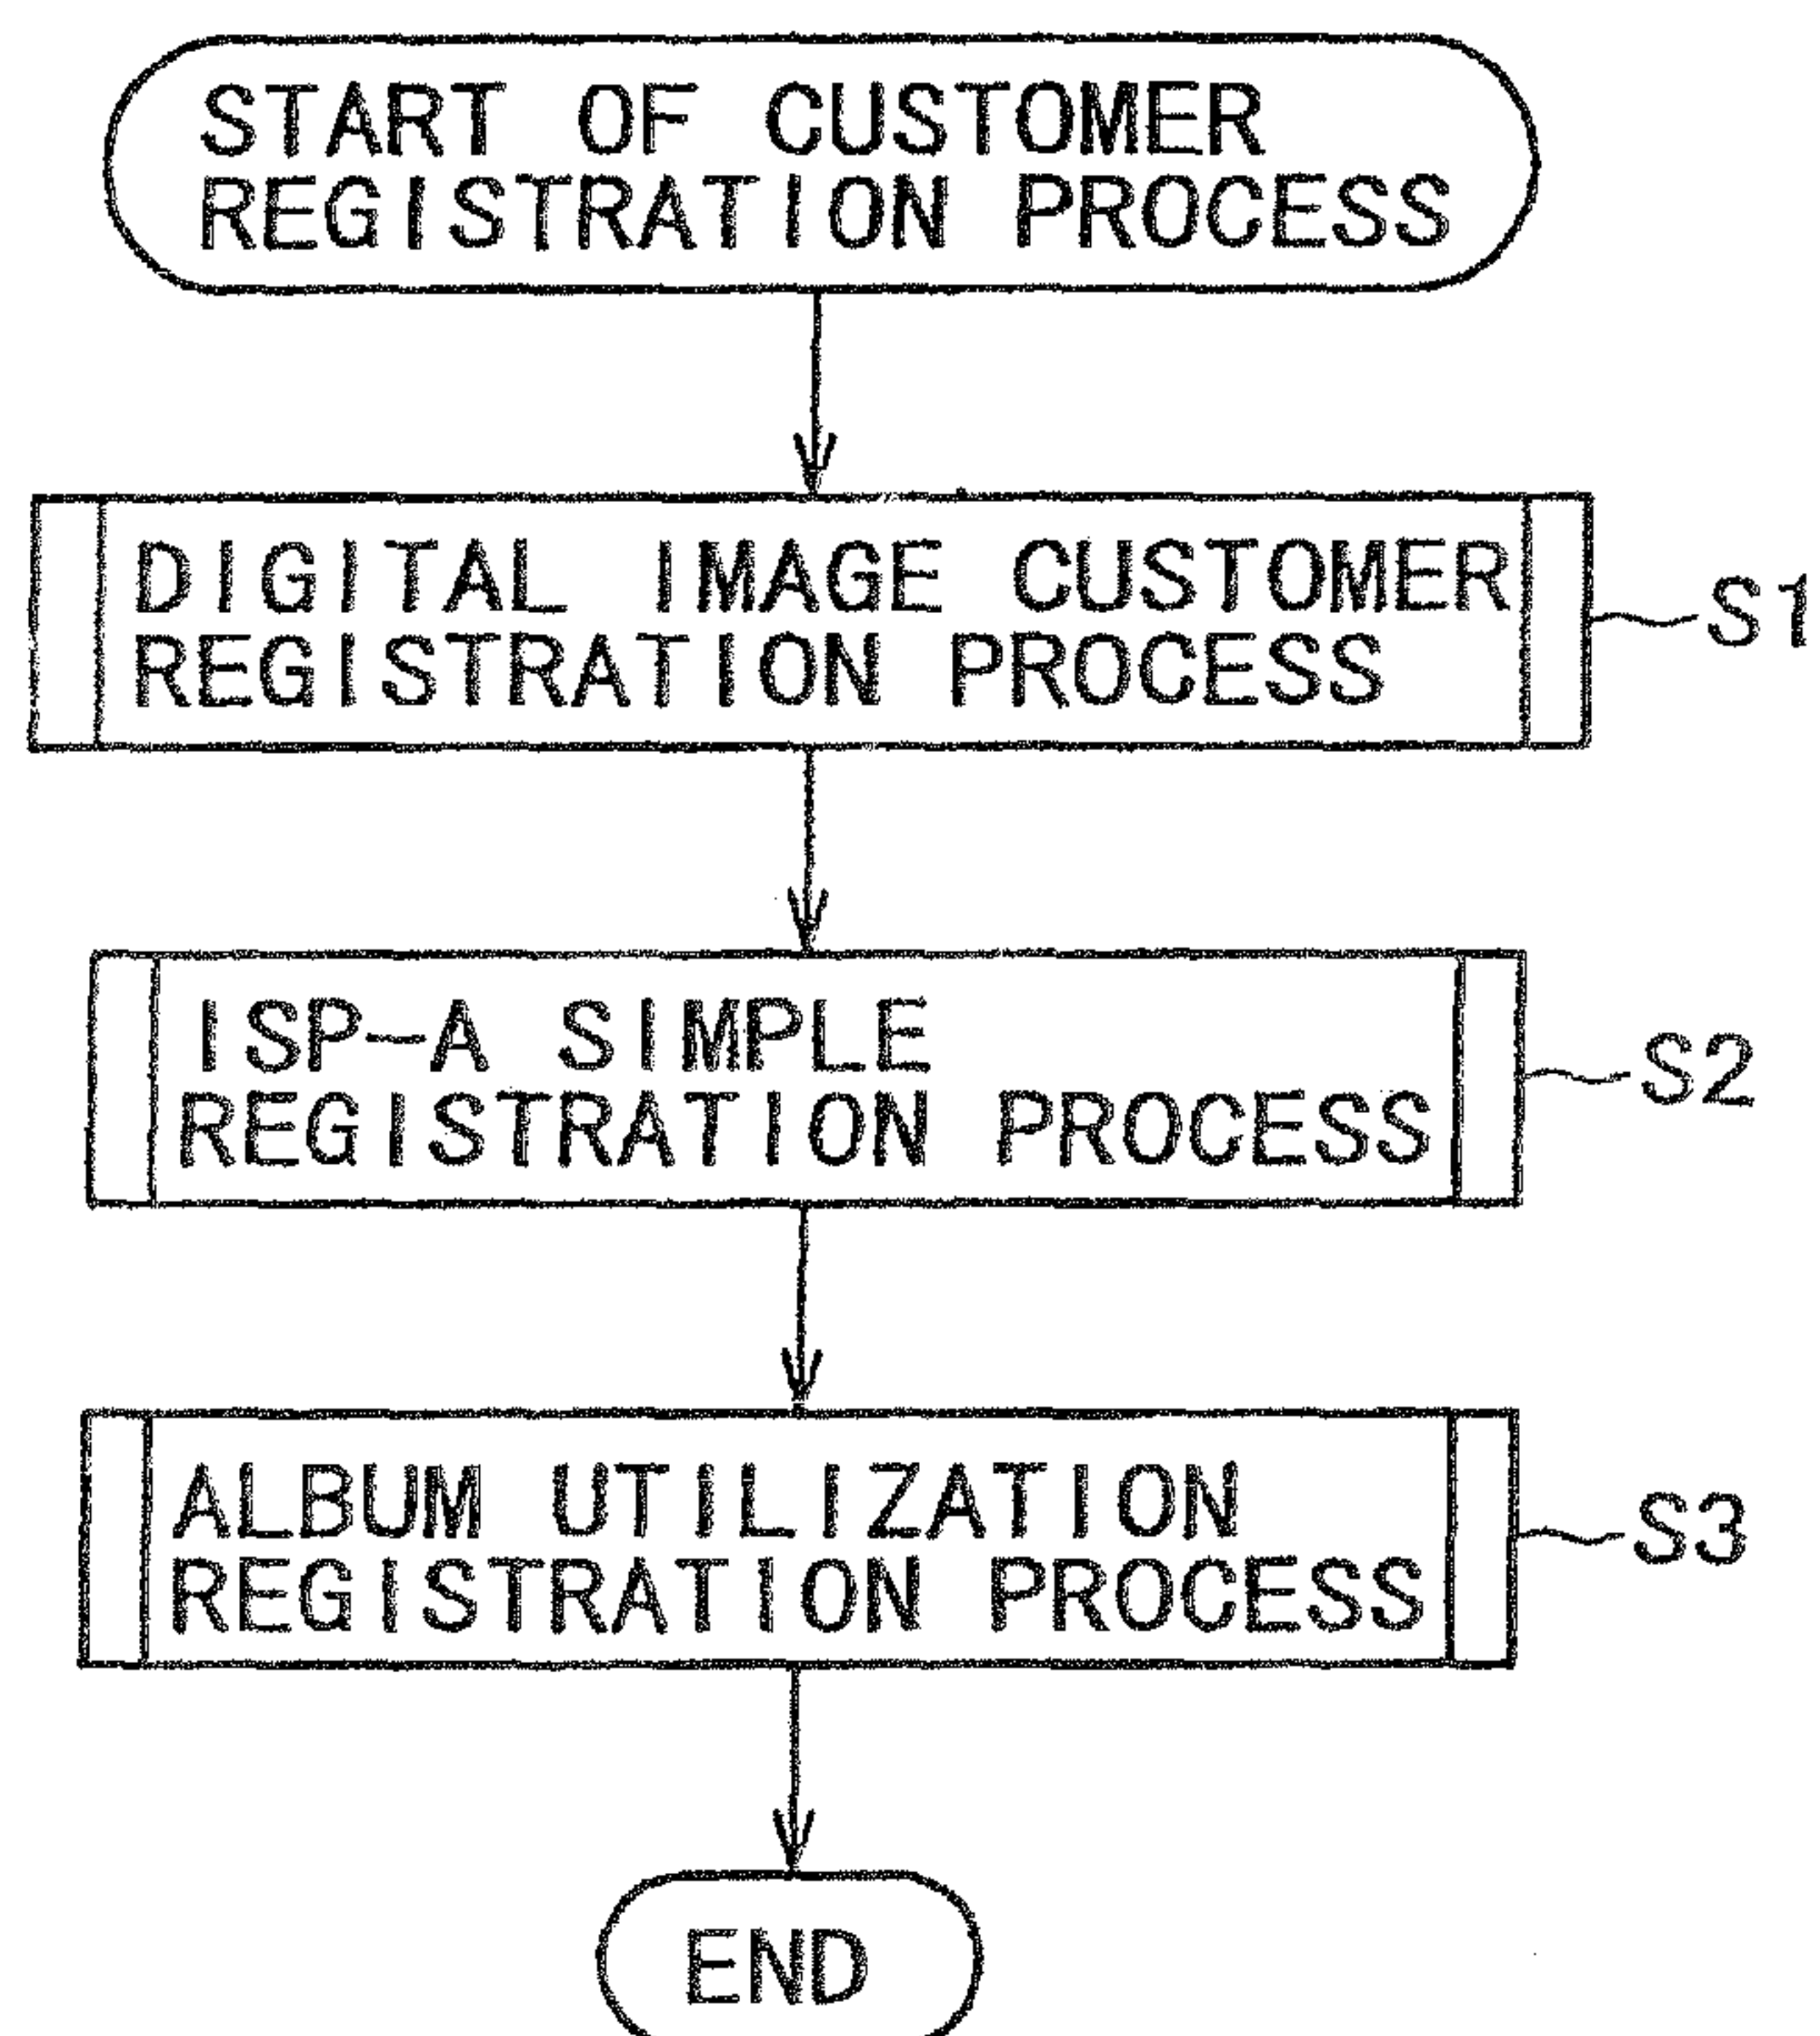 START OF CUSTOMER
REGISTRATION PROCESS
DIGITAL IMAGE CUSTOMER
REGISTRATION PROCESS
S1
ISP-A SIMPLE
REGISTRATION PROCESS
S2
ALBUM UTILIZATION
REGISTRATION PROCESS
S3
END